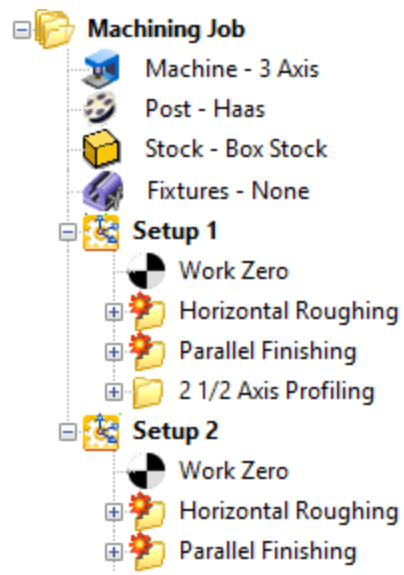 Machining Job
Machine - 3 Axis
Post - Haas
Stock - Box Stock
Fixtures - None
Setup 1
Work Zero
Horizontal Roughing
Parallel Finishing
2 1/2 Axis Profiling
Setup 2
Work Zero
Horizontal Roughing
Parallel Finishing